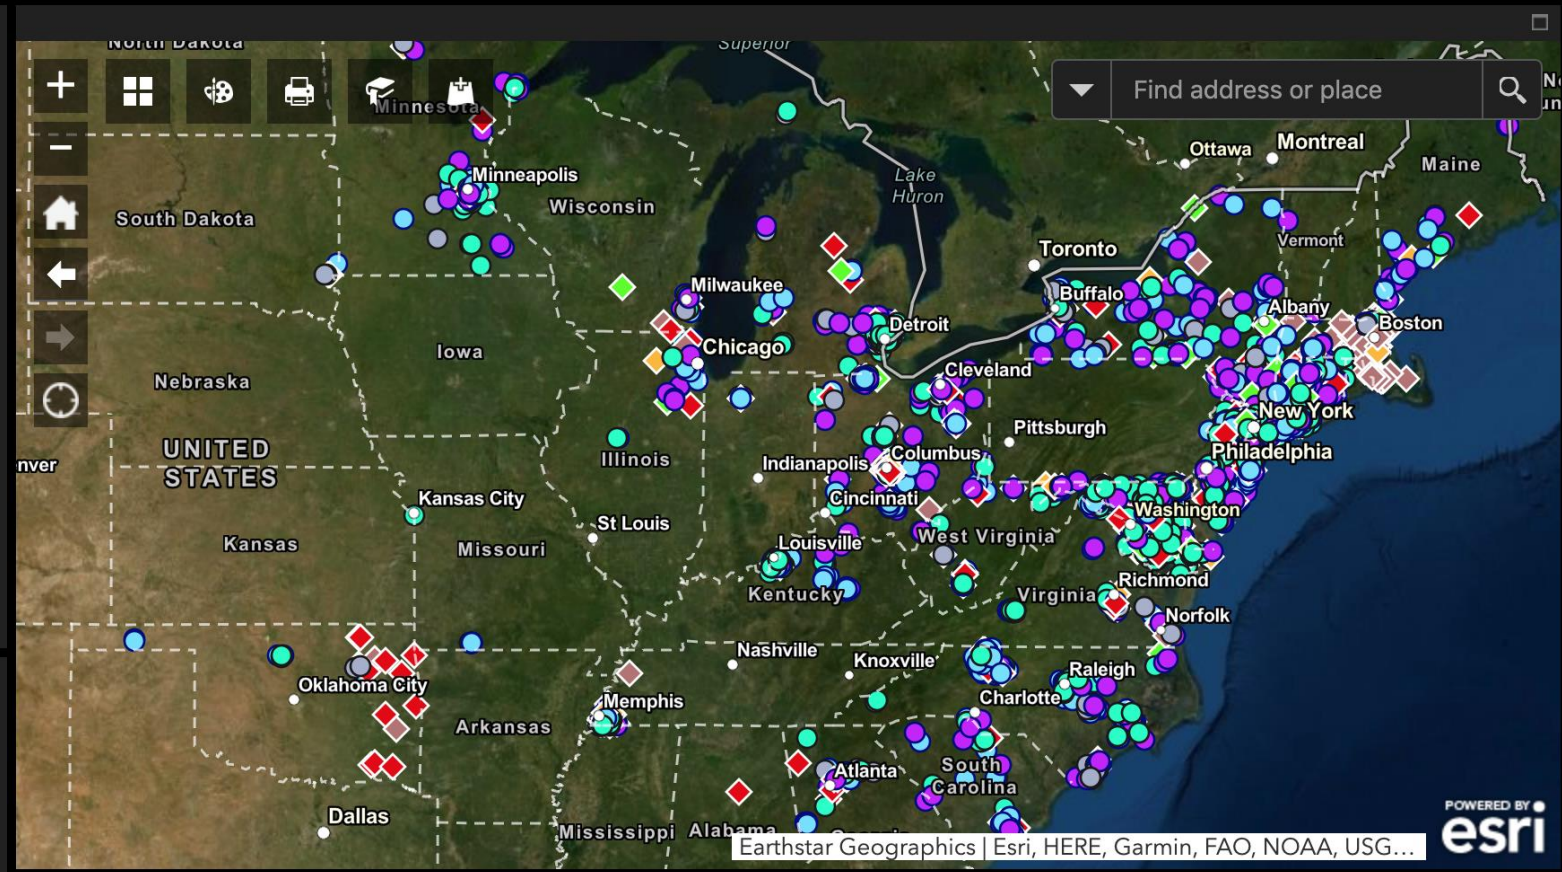 North Dakota
Superior
Find address or place
Minnesota
Ottawa
Montreal
Maine
Minneapolis
Lake
Huron
South Dakota
Wisconsin
Vermont
Toronto
Milwaukee
Buffalo
Albany
Boston
Detroit
Iowa
Chicago
Cleveland
Nebraska
New York
Pittsburgh
UNITED
STATES
Illinois
Indianapolis
Columbus
Philadelphia
Kansas City
Cincinnati
Washington
St Louis
Kansas
Missouri
Louisville
West Virginia
Kentucky
Virginia
Richmond
Norfolk
Nashville
Knoxville
Raleigh
Oklahoma City
Memphis
Charlotte
Arkansas
Atlanta
South
Carolina
Dallas
Mississippi
Alabama
Georgia
Earthstar Geographics | Esri, HERE, Garmin, FAO, NOAA, USG...
POWERED BY
esri